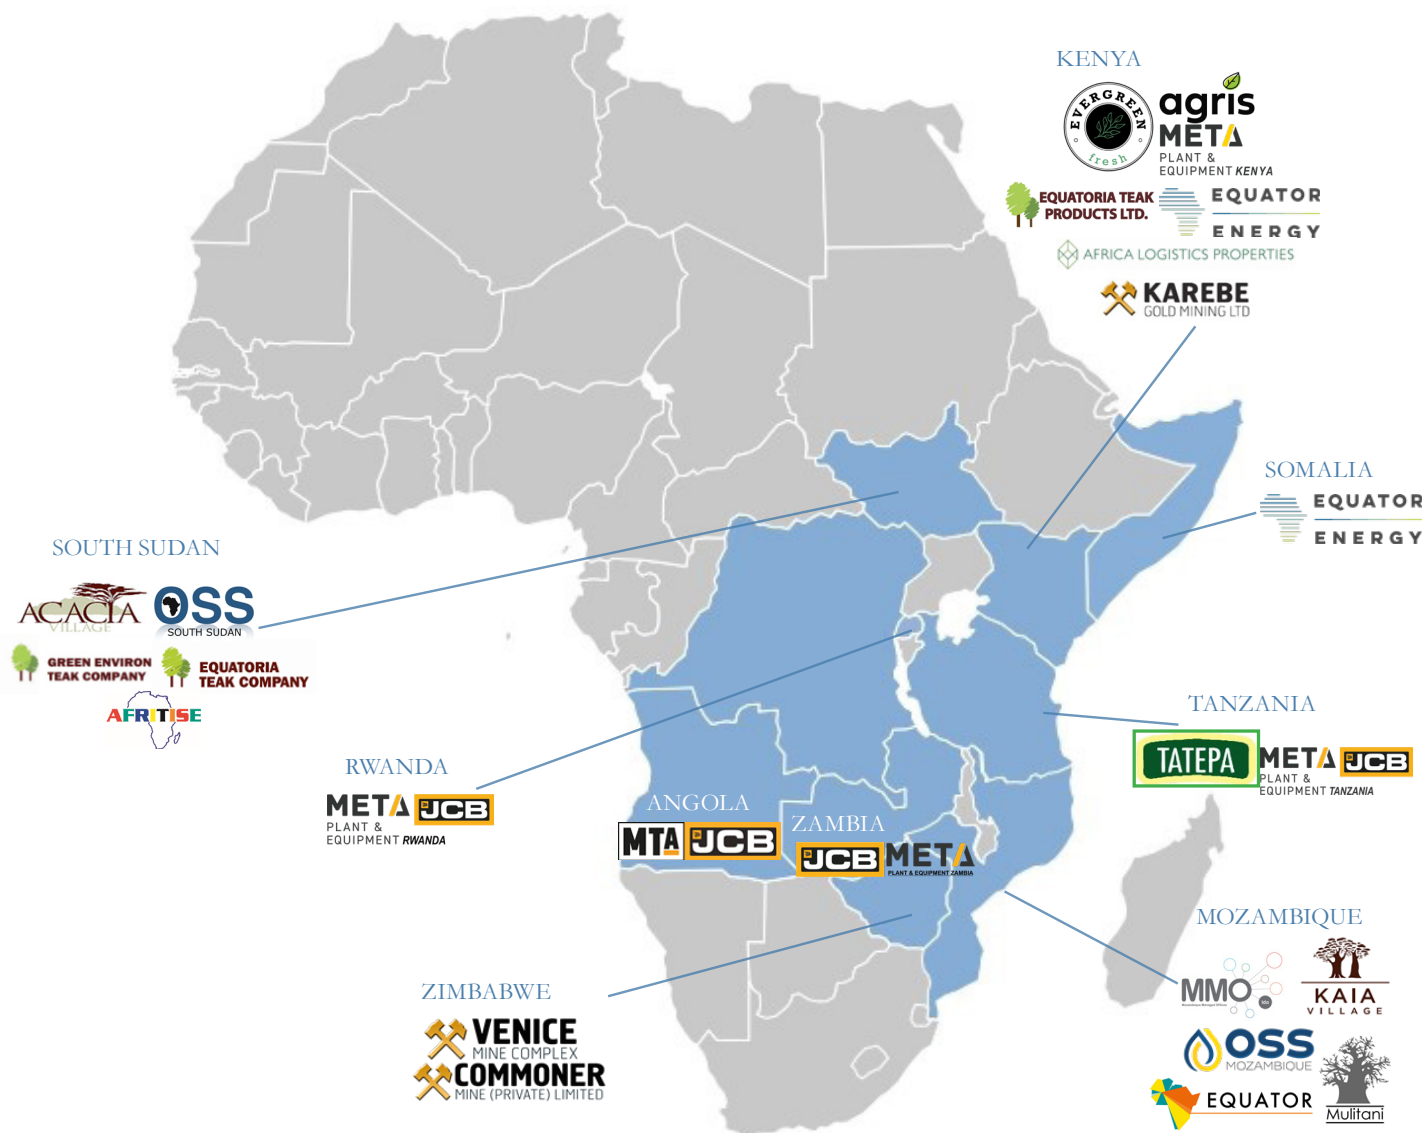 KENYA
EVERGREEN
fresh
agris
META
PLANT &
EQUIPMENT KENYA
EQUATORIA TEAK
PRODUCTS LTD.
EQUATOR
ENERGY
AFRICA LOGISTICS PROPERTIES
KAREBE
GOLD MINING LTD
SOMALIA
EQUATOR
ENERGY
SOUTH SUDAN
ACACIA
VILLAGE
OSS
SOUTH SUDAN
GREEN ENVIRON
TEAK COMPANY
EQUATORIA
TEAK COMPANY
AFRITISE
TANZANIA
TATEPA
META
PLANT &
EQUIPMENT TANZANIA
JCB
RWANDA
META
PLANT &
EQUIPMENT RWANDA
JCB
ANGOLA
MTA
JCB
ZAMBIA
JCB
META
PLANT & EQUIPMENT ZAMBIA
MOZAMBIQUE
MMO
KAIA
VILLAGE
OSS
MOZAMBIQUE
EQUATOR
Mulitani
ZIMBABWE
VENICE
MINE COMPLEX
COMMONER
MINE (PRIVATE) LIMITED